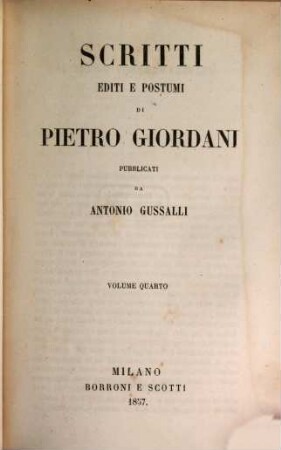 SCRITTI
EDITI E POSTUMI
DI
PIETRO GIORDANI
PUBBLICATI
DA
ANTONIO GUSSALLI
VOLUME QUARTO
MILANO
BORRONI E SCOTTI
1857.